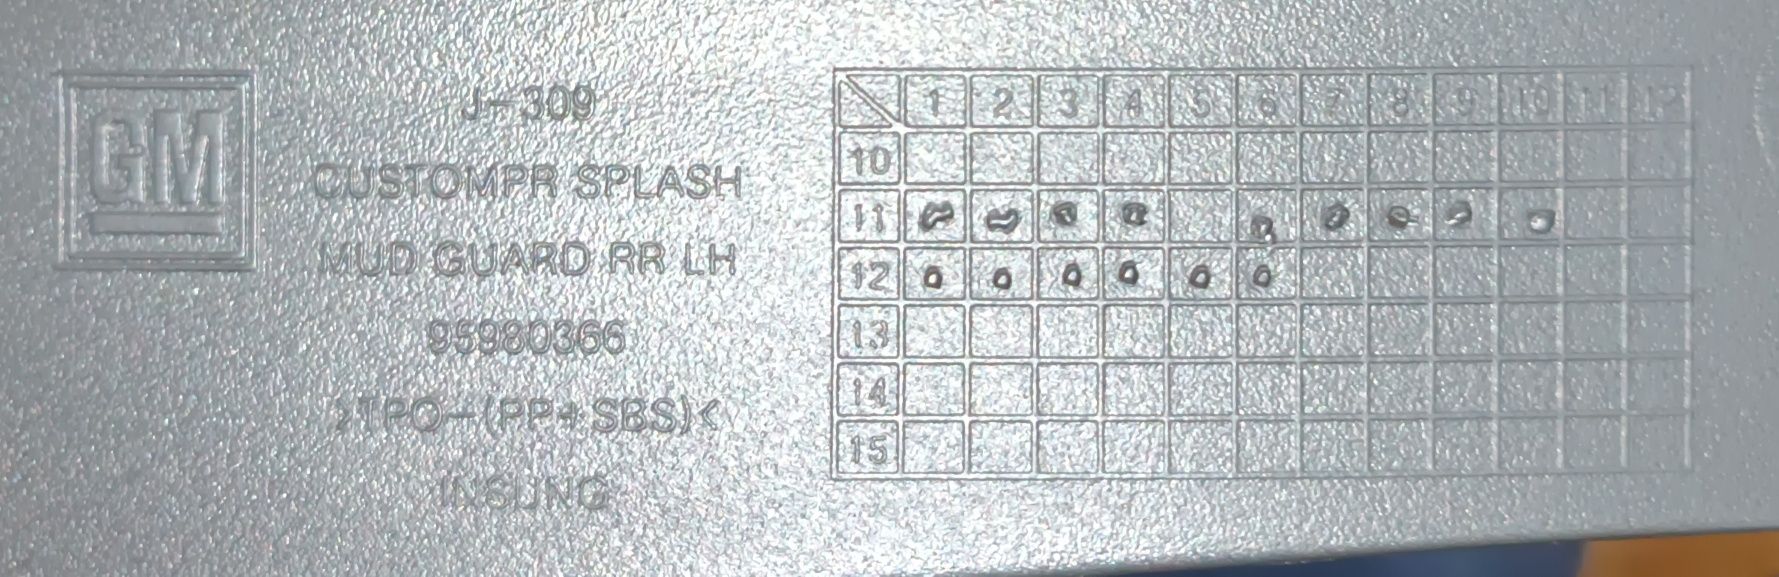 GM
J-309
CUSTOMPR SPLASH
MUD GUARD RR LH
95980366
>TPO-(PP+SBS)<
INSUNG
1 2 3 4 5 6 7 8 9 10 11 12
10
11
12
13
14
15